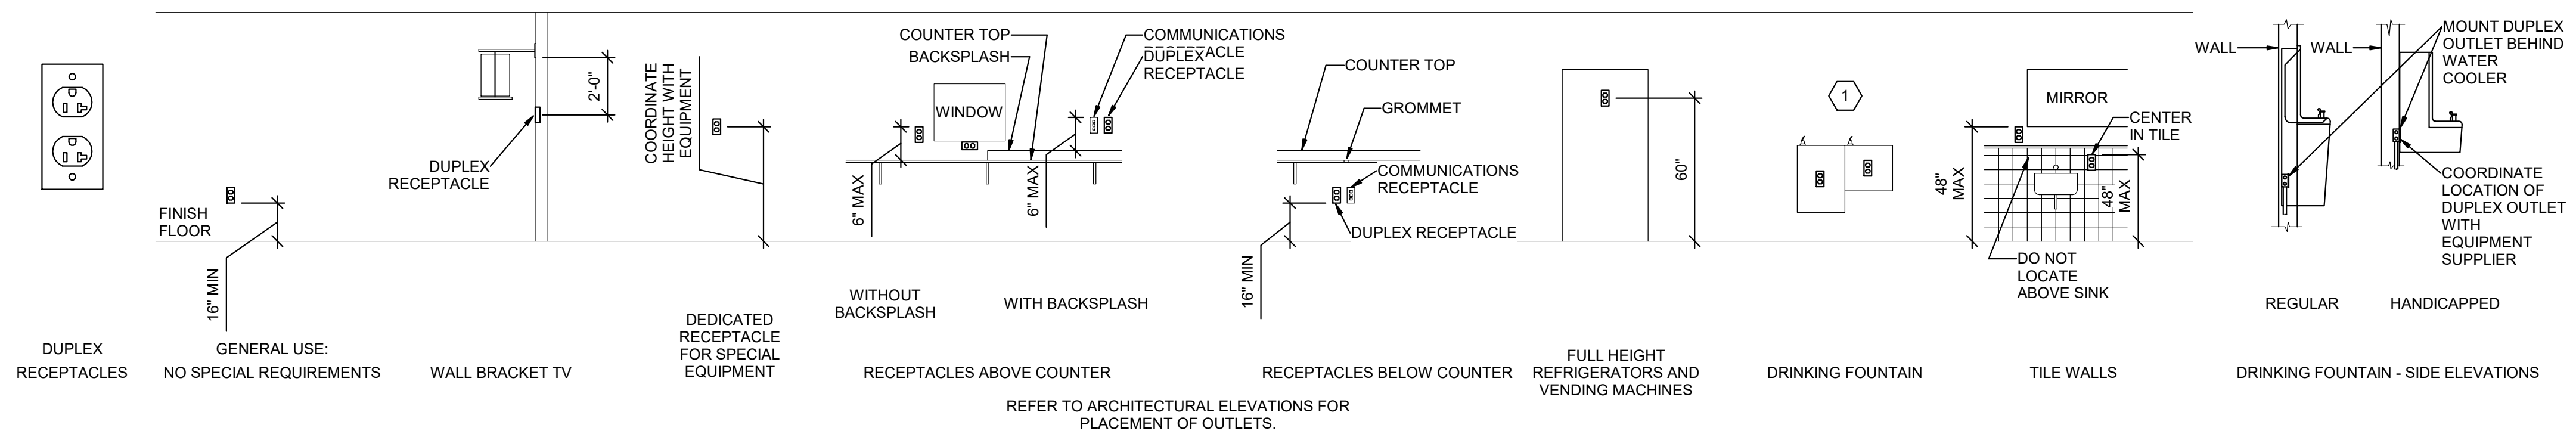 DUPLEX
RECEPTACLES
FINISH
FLOOR
16" MIN
GENERAL USE:
NO SPECIAL REQUIREMENTS
2'-0"
DUPLEX
RECEPTACLE
WALL BRACKET TV
COORDINATE
HEIGHT WITH
EQUIPMENT
DEDICATED
RECEPTACLE
FOR SPECIAL
EQUIPMENT
COUNTER TOP
BACKSPLASH
COMMUNICATIONS
DUPLEX
RECEPTACLE
WINDOW
6" MAX
6" MAX
WITHOUT
BACKSPLASH
WITH BACKSPLASH
RECEPTACLES ABOVE COUNTER
REFER TO ARCHITECTURAL ELEVATIONS FOR
PLACEMENT OF OUTLETS.
COUNTER TOP
GROMMET
COMMUNICATIONS
RECEPTACLE
DUPLEX RECEPTACLE
16" MIN
RECEPTACLES BELOW COUNTER
60"
FULL HEIGHT
REFRIGERATORS AND
VENDING MACHINES
1
DRINKING FOUNTAIN
MIRROR
CENTER
IN TILE
48"
MAX
48"
MAX
DO NOT
LOCATE
ABOVE SINK
TILE WALLS
WALL
WALL
MOUNT DUPLEX
OUTLET BEHIND
WATER
COOLER
COORDINATE
LOCATION OF
DUPLEX OUTLET
WITH
EQUIPMENT
SUPPLIER
REGULAR
HANDICAPPED
DRINKING FOUNTAIN - SIDE ELEVATIONS